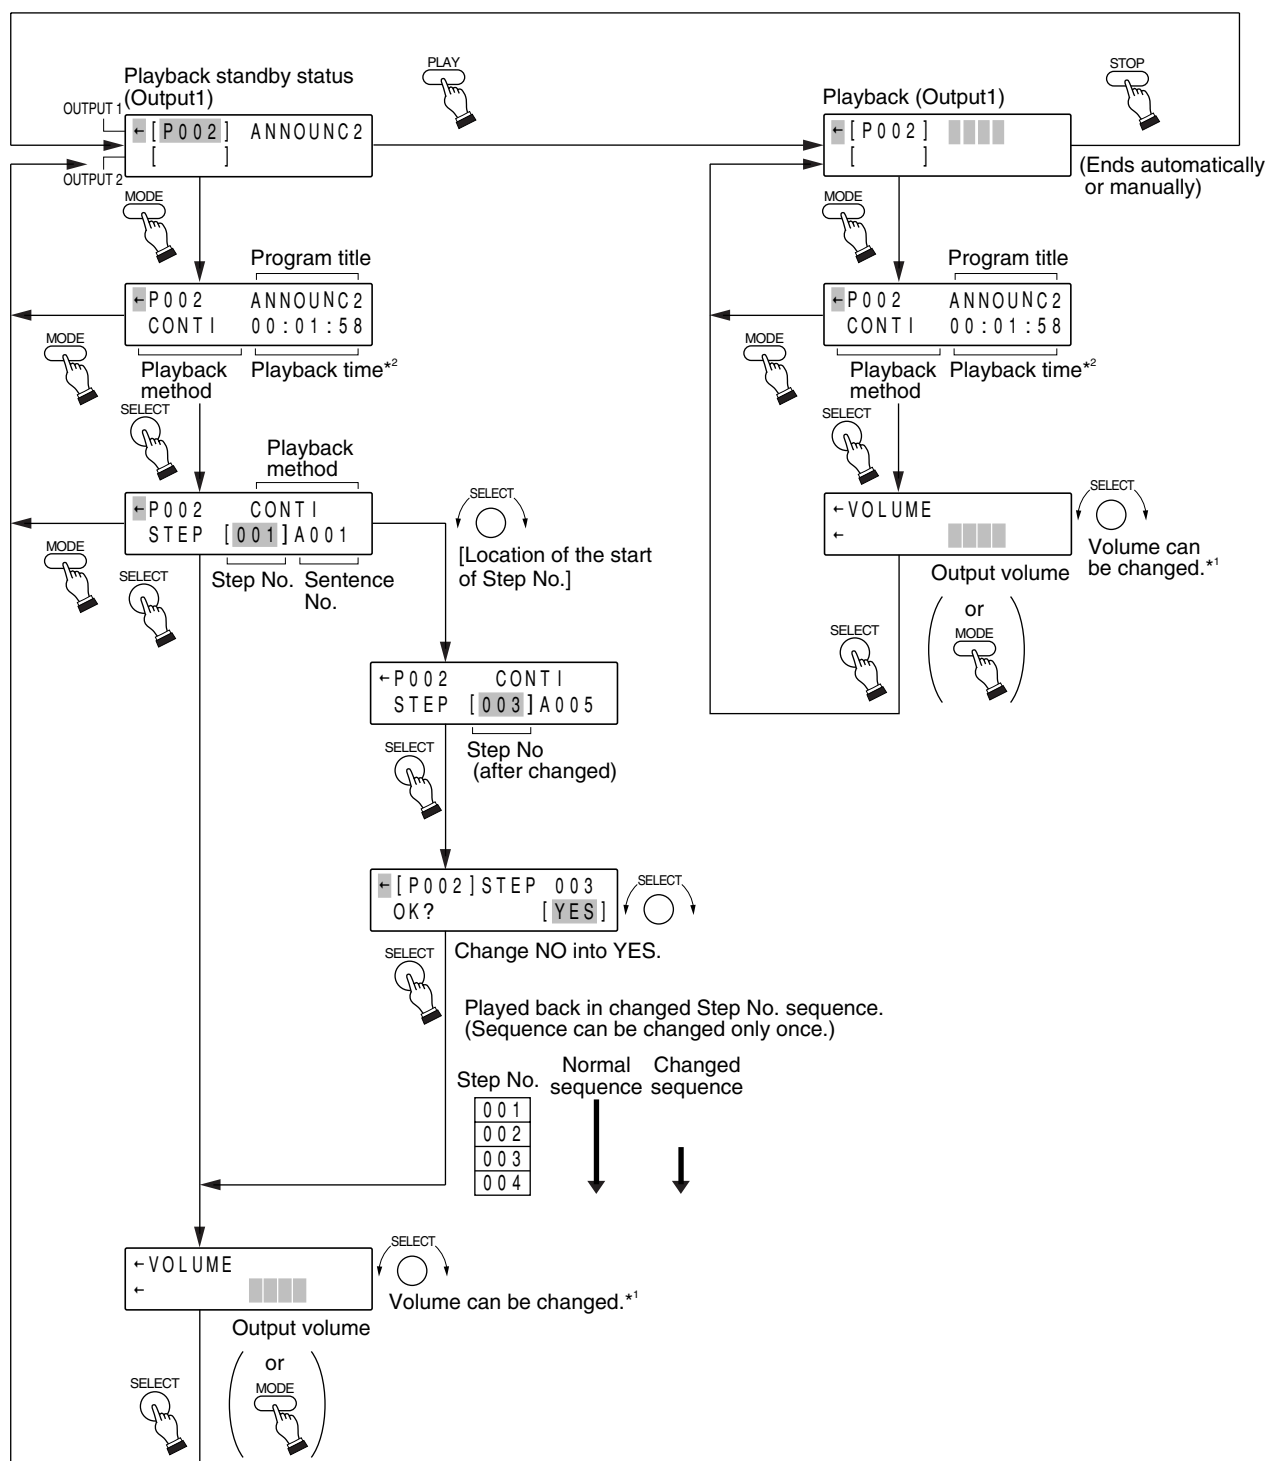 PLAY
STOP
Playback standby status
(Output1)
OUTPUT 1
←[P002] ANNOUNC2
[ ]
OUTPUT 2
Playback (Output1)
←[P002]
[ ]
(Ends automatically
or manually)
MODE
MODE
Program title
←P002 ANNOUNC2
CONTI 00:01:58
MODE
Playback
method
Playback time*2
Program title
←P002 ANNOUNC2
CONTI 00:01:58
MODE
Playback
method
Playback time*2
SELECT
SELECT
Playback
method
←P002 CONTI
STEP [001]A001
MODE
SELECT
Step No.
Sentence
No.
SELECT
[Location of the start
of Step No.]
←VOLUME
←
SELECT
Volume can
be changed.*1
Output volume
SELECT
or
MODE
←P002 CONTI
STEP [003]A005
SELECT
Step No
(after changed)
←[P002]STEP 003
OK? [YES]
SELECT
SELECT
Change NO into YES.
Played back in changed Step No. sequence.
(Sequence can be changed only once.)
Step No.
Normal
sequence
Changed
sequence
001
002
003
004
←VOLUME
←
SELECT
Volume can be changed.*1
Output volume
SELECT
or
MODE